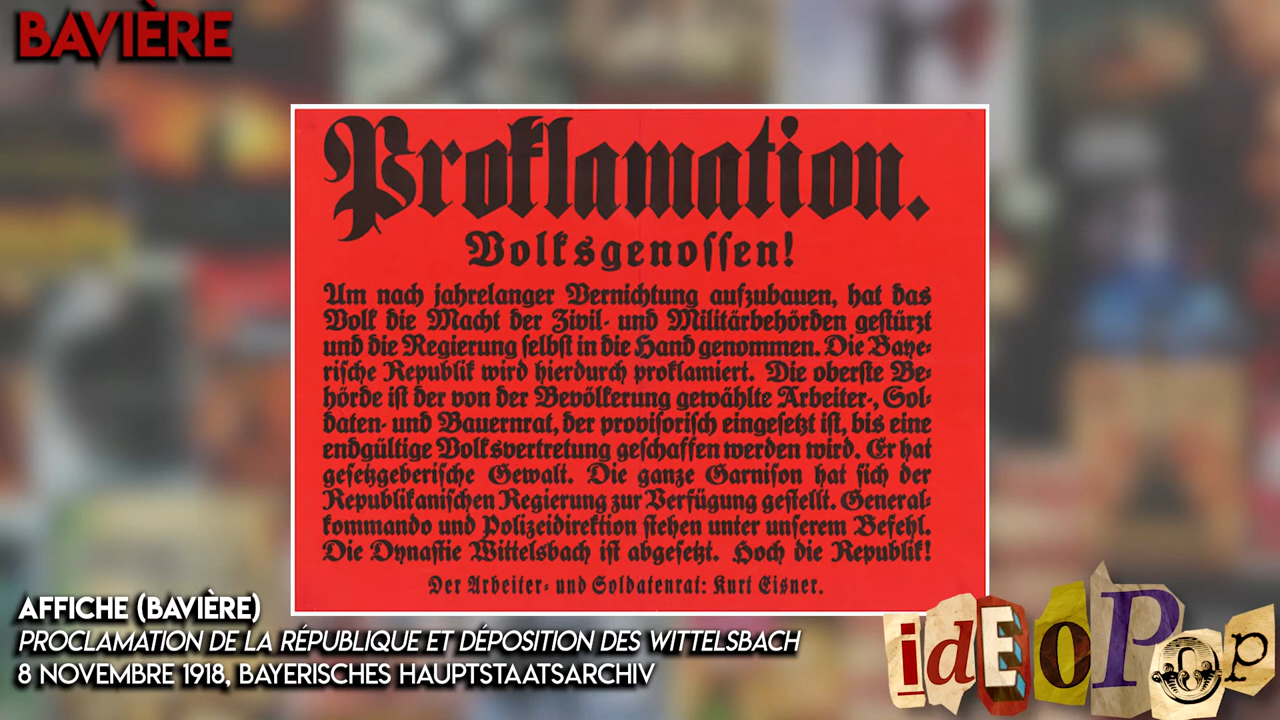 BAVIÈRE
Proklamation.
Volksgenossen!
Um nach jahrelanger Vernichtung aufzubauen, hat das
Volk die Macht der Zivil- und Militärbehörden gestürzt
und die Regierung selbst in die Hand genommen. Die Baye-
rische Republik wird hierdurch proklamiert. Die oberste Be-
hörde ist der von der Bevölkerung gewählte Arbeiter-, Sol-
daten- und Bauernrat, der provisorisch eingesetzt ist, bis eine
endgültige Volksvertretung geschaffen werden wird. Er hat
gesetzgeberische Gewalt. Die ganze Garnison hat sich der
Republikanischen Regierung zur Verfügung gestellt. General-
kommando und Polizeidirektion stehen unter unserem Befehl.
Die Dynastie Wittelsbach ist abgesetzt. Hoch die Republik!
Der Arbeiter- und Soldatenrat: Kurt Eisner.
AFFICHE (BAVIÈRE)
PROCLAMATION DE LA RÉPUBLIQUE ET DÉPOSITION DES WITTELSBACH
8 NOVEMBRE 1918, BAYERISCHES HAUPTSTAATSARCHIV
idEOPOp